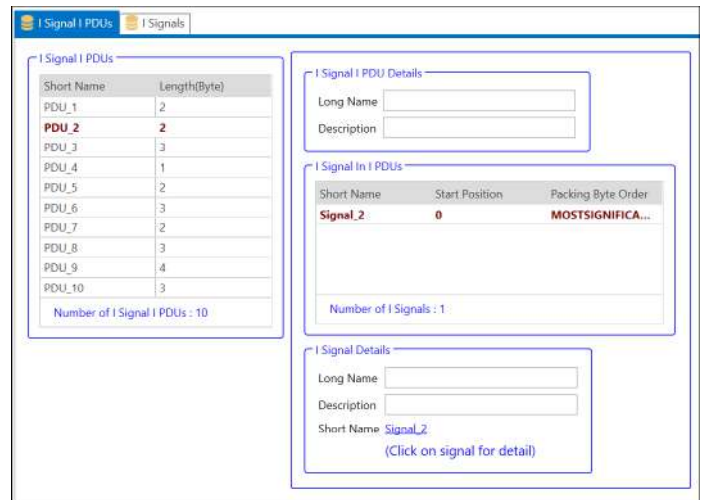 I Signal I PDUs I Signals
I Signal I PDUs
Short Name Length(Byte)
PDU_1 2
PDU_2 2
PDU_3 3
PDU_4 1
PDU_5 2
PDU_6 3
PDU_7 2
PDU_8 3
PDU_9 4
PDU_10 3
Number of I Signal I PDUs : 10
I Signal I PDU Details
Long Name
Description
I Signal In I PDUs
Short Name Start Position Packing Byte Order
Signal_2 0 MOSTSIGNIFICA...
Number of I Signals : 1
I Signal Details
Long Name
Description
Short Name Signal_2
(Click on signal for detail)